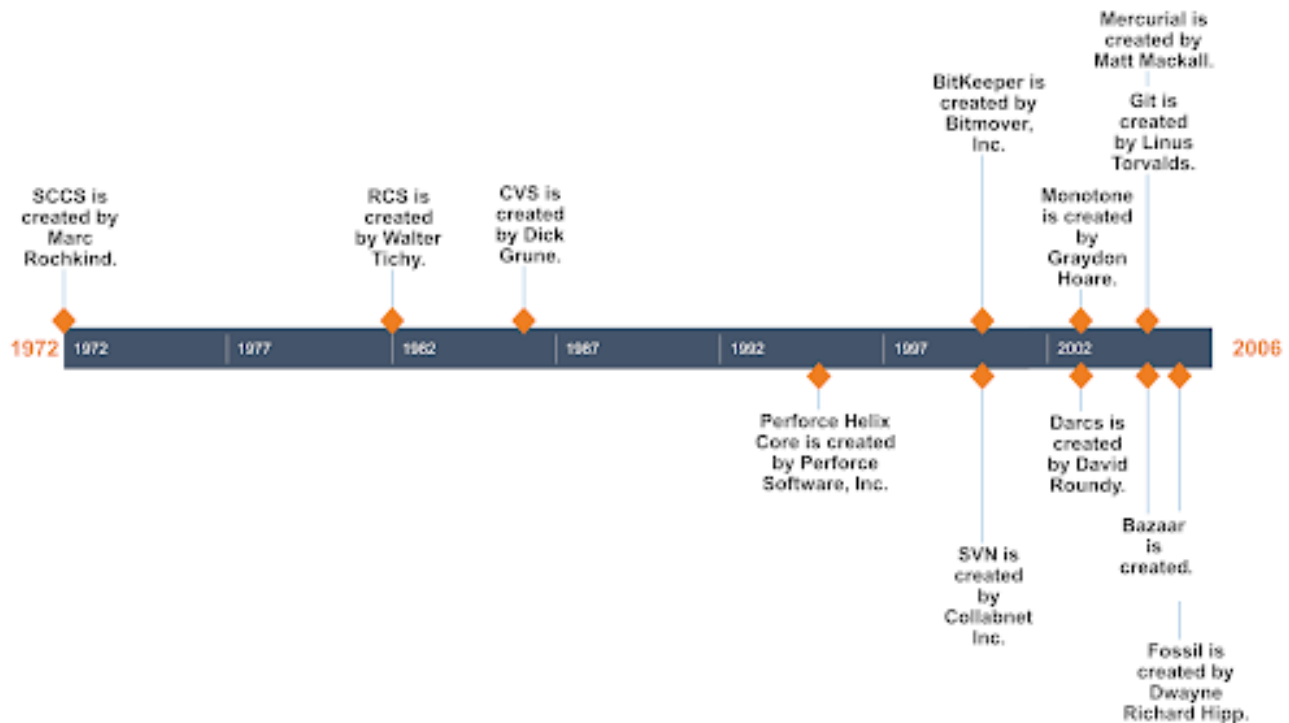 Mercurial is
created by
Matt Mackall.
BitKeeper is
created by
Bitmover,
Inc.
Git is
created
by Linus
Torvalds.
SCCS is
created by
Marc
Rochkind.
RCS is
created
by Walter
Tichy.
CVS is
created
by Dick
Grune.
Monotone
is created
by
Graydon
Hoare.
1972
1972
1977
1982
1987
1992
1997
2002
2006
Perforce Helix
Core is created
by Perforce
Software, Inc.
Darcs is
created
by David
Roundy.
SVN is
created
by
Collabnet
Inc.
Bazaar
is
created.
Fossil is
created by
Dwayne
Richard Hipp.